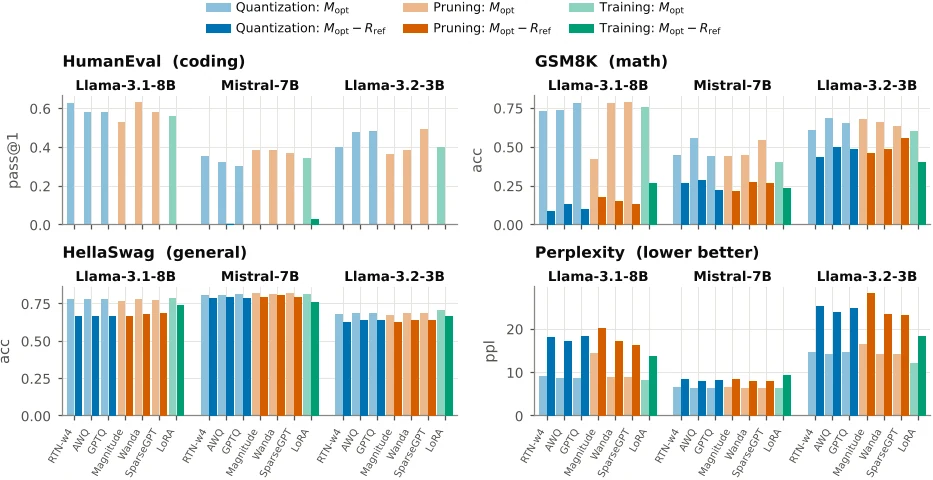 Quantization: M_opt
Pruning: M_opt
Training: M_opt
Quantization: M_opt − R_ref
Pruning: M_opt − R_ref
Training: M_opt − R_ref
HumanEval (coding)
Llama-3.1-8B Mistral-7B Llama-3.2-3B
pass@1
0.6
0.4
0.2
0.0
GSM8K (math)
Llama-3.1-8B Mistral-7B Llama-3.2-3B
acc
0.75
0.50
0.25
0.00
HellaSwag (general)
Llama-3.1-8B Mistral-7B Llama-3.2-3B
acc
0.75
0.50
0.25
0.00
RTN-w4 AWQ GPTQ Magnitude Wanda SparseGPT LoRA RTN-w4 AWQ GPTQ Magnitude Wanda SparseGPT LoRA RTN-w4 AWQ GPTQ Magnitude Wanda SparseGPT LoRA
Perplexity (lower better)
Llama-3.1-8B Mistral-7B Llama-3.2-3B
ppl
20
10
0
RTN-w4 AWQ GPTQ Magnitude Wanda SparseGPT LoRA RTN-w4 AWQ GPTQ Magnitude Wanda SparseGPT LoRA RTN-w4 AWQ GPTQ Magnitude Wanda SparseGPT LoRA